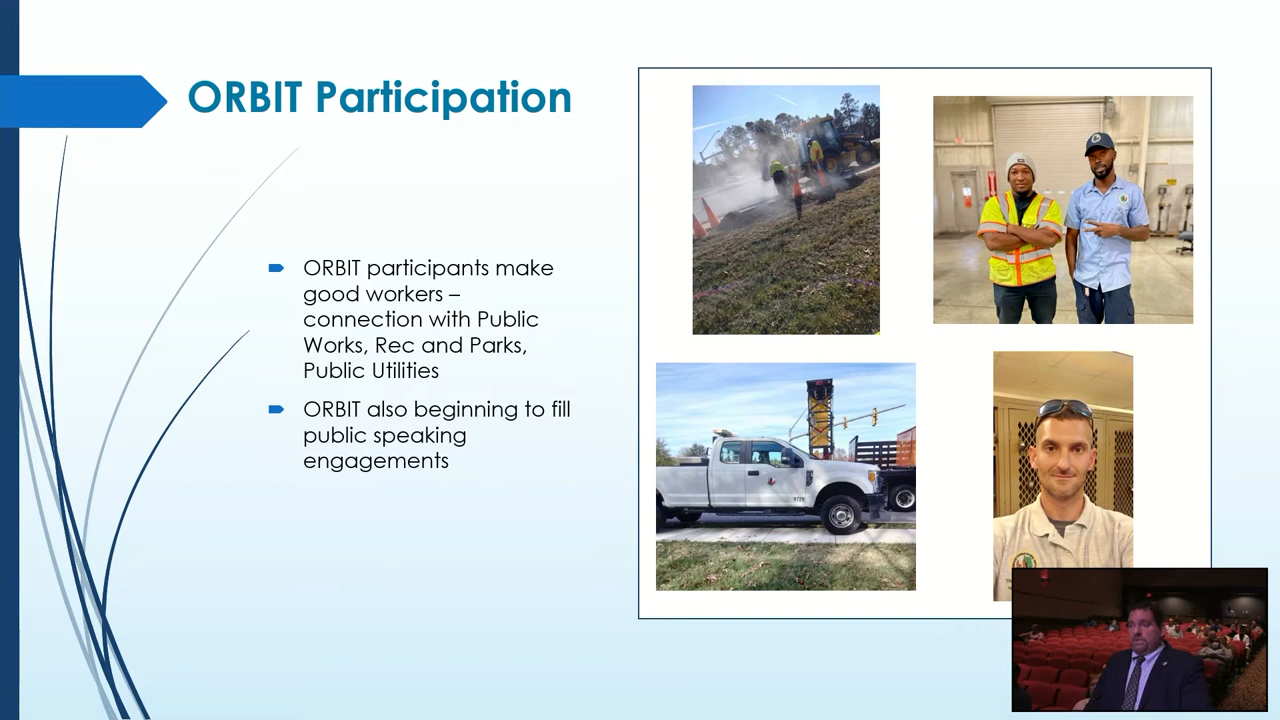 ORBIT Participation
ORBIT participants make
good workers –
connection with Public
Works, Rec and Parks,
Public Utilities
ORBIT also beginning to fill
public speaking
engagements